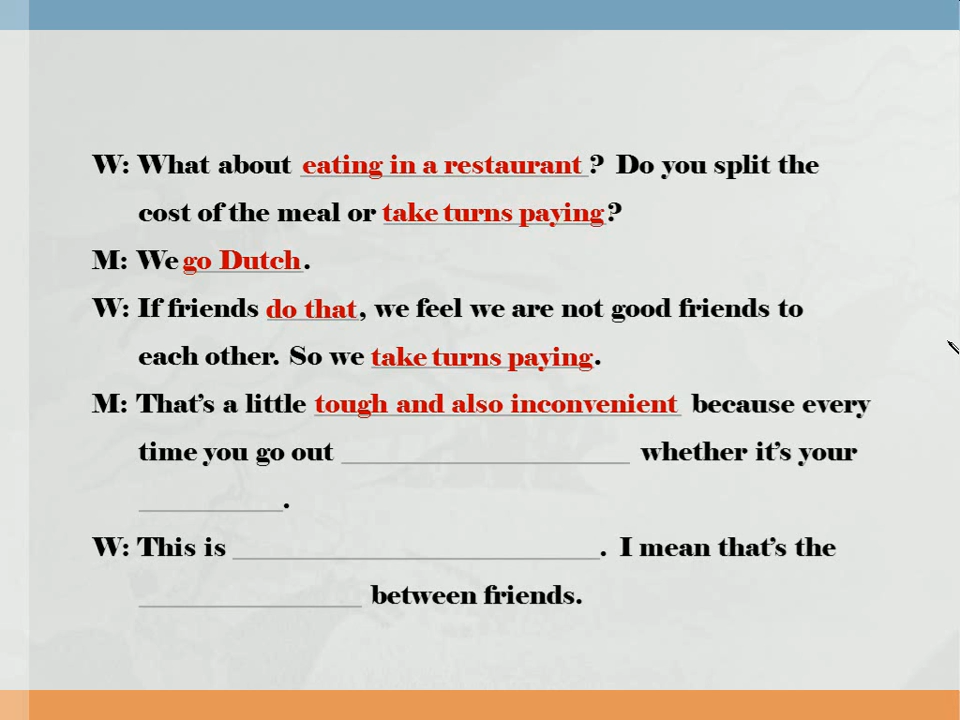 W: What about eating in a restaurant? Do you split the
cost of the meal or take turns paying?
M: We go Dutch.
W: If friends do that, we feel we are not good friends to
each other. So we take turns paying.
M: That's a little tough and also inconvenient because every
time you go out ____________________ whether it's your
__________.
W: This is __________________________. I mean that's the
________________ between friends.